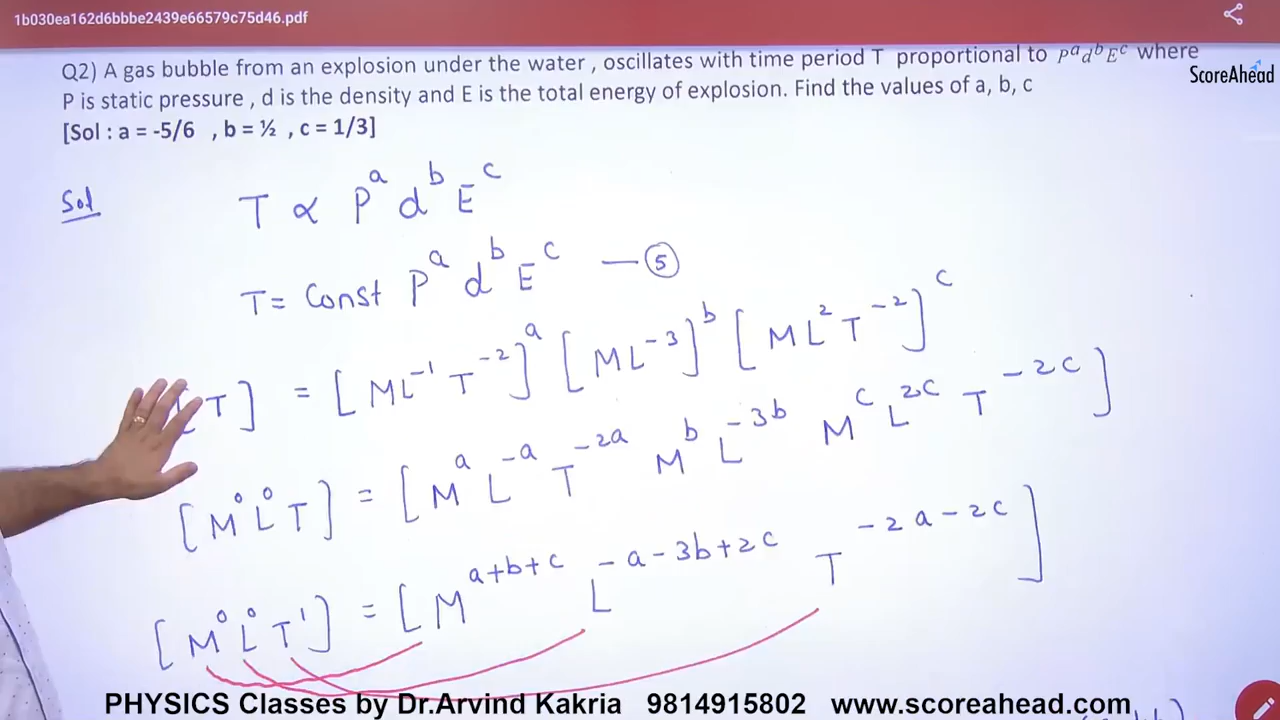 1b030ea162d6bbbe2439e66579c75d46.pdf
Q2) A gas bubble from an explosion under the water , oscillates with time period T proportional to P^a d^b E^c where
ScoreAhead
P is static pressure , d is the density and E is the total energy of explosion. Find the values of a, b, c
[Sol : a = -5/6 , b = ½ , c = 1/3]
Sol
T ∝ P^a d^b E^c
T = Const P^a d^b E^c — ⑤
[T] = [ML^-1 T^-2]^a [ML^-3]^b [ML^2 T^-2]^c
[M^0 L^0 T] = [M^a L^-a T^-2a M^b L^-3b M^c L^2c T^-2c]
[M^0 L^0 T^1] = [M^a+b+c L^-a-3b+2c T^-2a-2c]
PHYSICS Classes by Dr.Arvind Kakria 9814915802 www.scoreahead.com